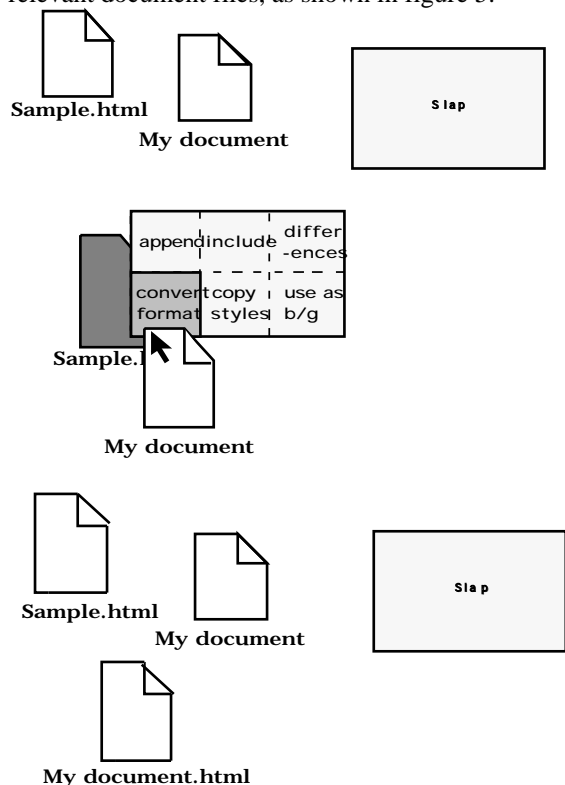 relevant document files, as shown in figure 5.
Sample.html
My document
Slap
append include differ
-ences
convert copy use as
format styles b/g
Sample.
My document
Sample.html
My document
Slap
My document.html